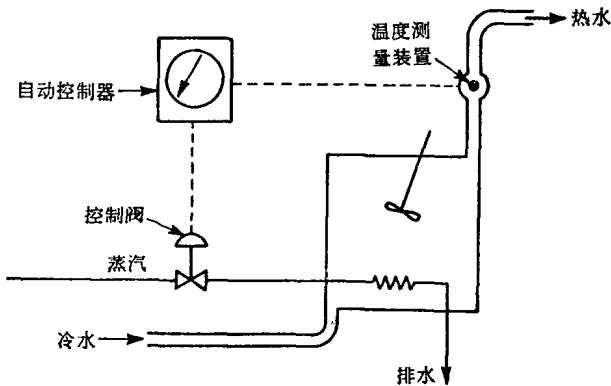 热水
温度测
量装置
自动控制器
控制阀
蒸汽
冷水
排水